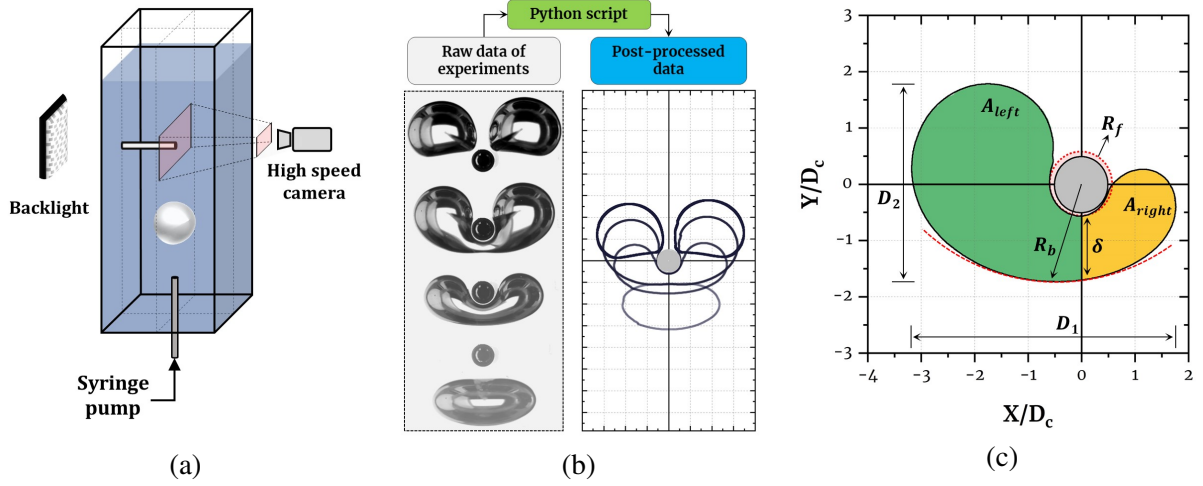 Backlight
High speed
camera
Syringe
pump
(a)
Python script
Raw data of
experiments
Post-processed
data
(b)
3
2
1
0
-1
-2
-3
-4
-3
-2
-1
0
1
2
Y/D_c
X/D_c
A_left
A_right
R_f
R_b
δ
D_2
D_1
(c)